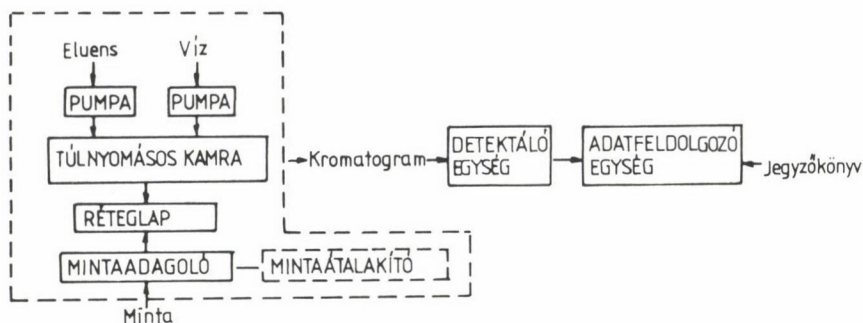 Eluens
Víz
PUMPA
PUMPA
TÚLNYOMÁSOS KAMRA
Kromatogram
DETEKTÁLÓ
EGYSÉG
ADATFELDOLGOZÓ
EGYSÉG
Jegyzőkönyv
RÉTEGLAP
MINTAADAGOLÓ
MINTAÁTALAKÍTÓ
Minta